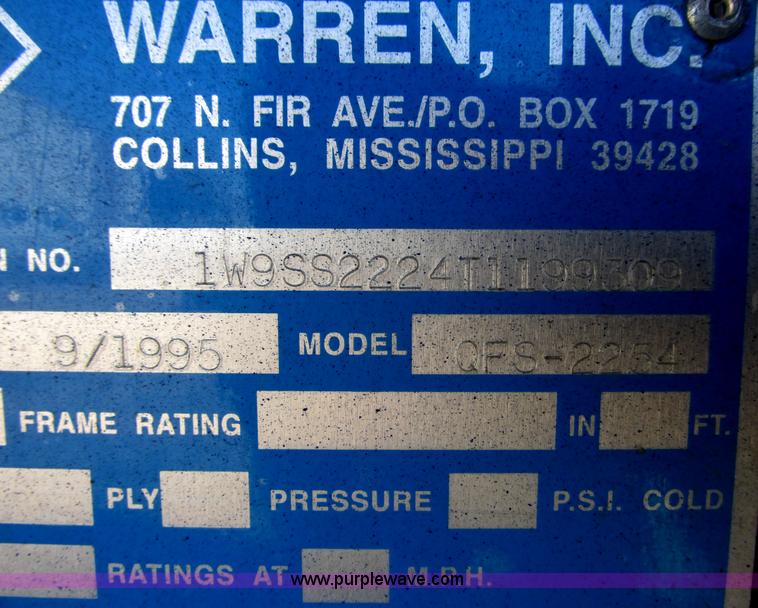 WARREN, INC.
707 N. FIR AVE./P.O. BOX 1719
COLLINS, MISSISSIPPI 39428
N NO. 1W9SS2224T1199309
9/1995 MODEL QFS-2254
FRAME RATING IN FT.
PLY PRESSURE P.S.I. COLD
RATINGS AT M.P.H.
www.purplewave.com